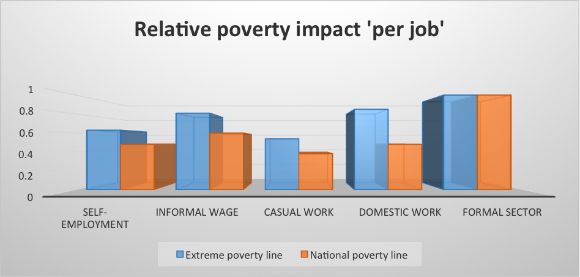 Relative poverty impact 'per job'
1
0.8
0.6
0.4
0.2
0
SELF-
EMPLOYMENT
INFORMAL WAGE
CASUAL WORK
DOMESTIC WORK
FORMAL SECTOR
Extreme poverty line
National poverty line